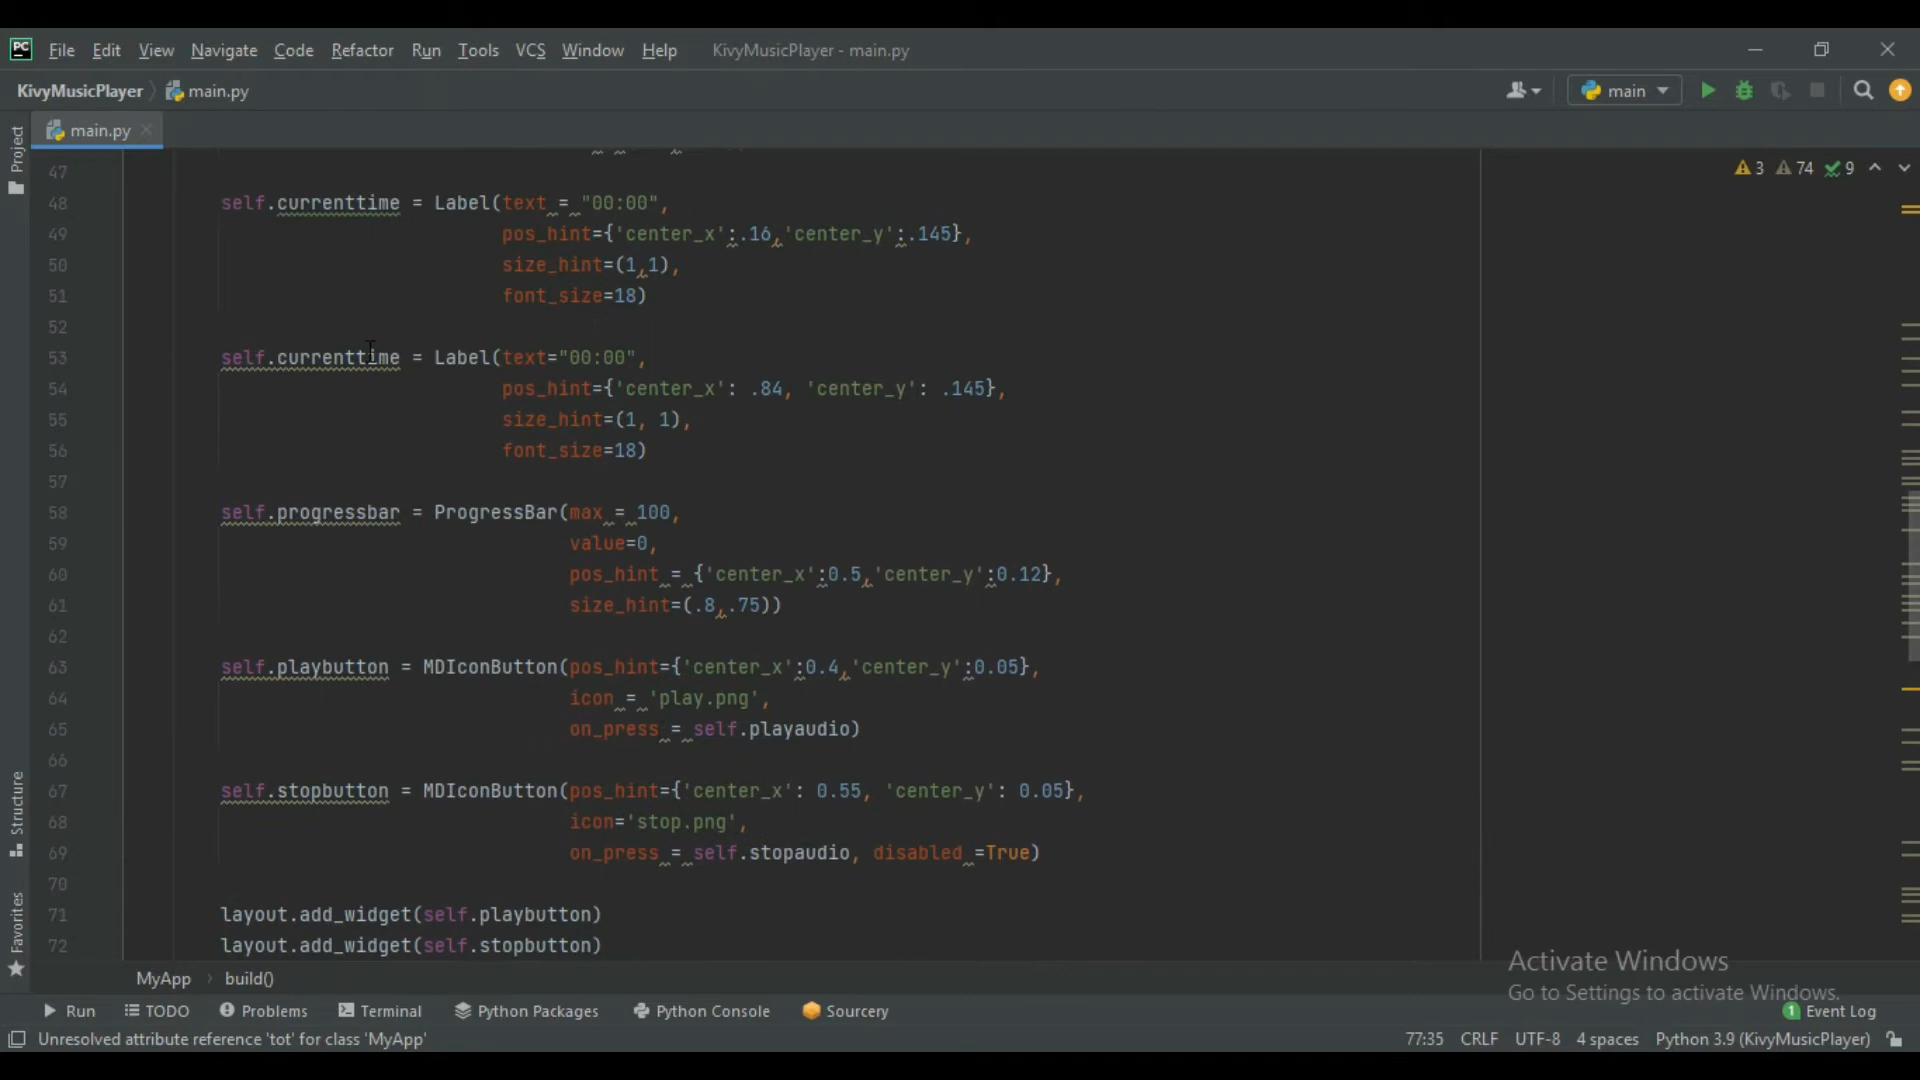 File Edit View Navigate Code Refactor Run Tools VCS Window Help KivyMusicPlayer - main.py
KivyMusicPlayer main.py main
Project
main.py
3 74 9
47
48 self.currenttime = Label(text = "00:00",
49 pos_hint={'center_x':.16,'center_y':.145},
50 size_hint=(1,1),
51 font_size=18)
52
53 self.currenttime = Label(text="00:00",
54 pos_hint={'center_x': .84, 'center_y': .145},
55 size_hint=(1, 1),
56 font_size=18)
57
58 self.progressbar = ProgressBar(max = 100,
59 value=0,
60 pos_hint = {'center_x':0.5,'center_y':0.12},
61 size_hint=(.8,.75))
62
63 self.playbutton = MDIconButton(pos_hint={'center_x':0.4,'center_y':0.05},
64 icon = 'play.png',
65 on_press = self.playaudio)
66
67 self.stopbutton = MDIconButton(pos_hint={'center_x': 0.55, 'center_y': 0.05},
68 icon='stop.png',
69 on_press = self.stopaudio, disabled =True)
70
71 layout.add_widget(self.playbutton)
72 layout.add_widget(self.stopbutton)
Structure
Favorites
Activate Windows
Go to Settings to activate Windows.
MyApp build()
Run TODO Problems Terminal Python Packages Python Console Sourcery 1 Event Log
Unresolved attribute reference 'tot' for class 'MyApp' 77:35 CRLF UTF-8 4 spaces Python 3.9 (KivyMusicPlayer)